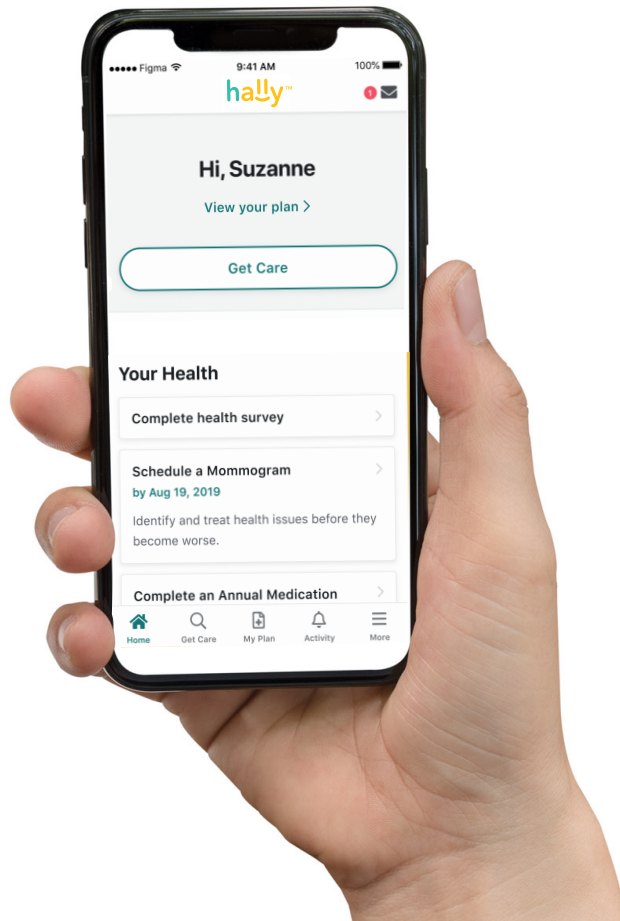 Figma 9:41 AM 100%
hally™
1
Hi, Suzanne
View your plan >
Get Care
Your Health
Complete health survey
Schedule a Mommogram
by Aug 19, 2019
Identify and treat health issues before they
become worse.
Complete an Annual Medication
Home Get Care My Plan Activity More